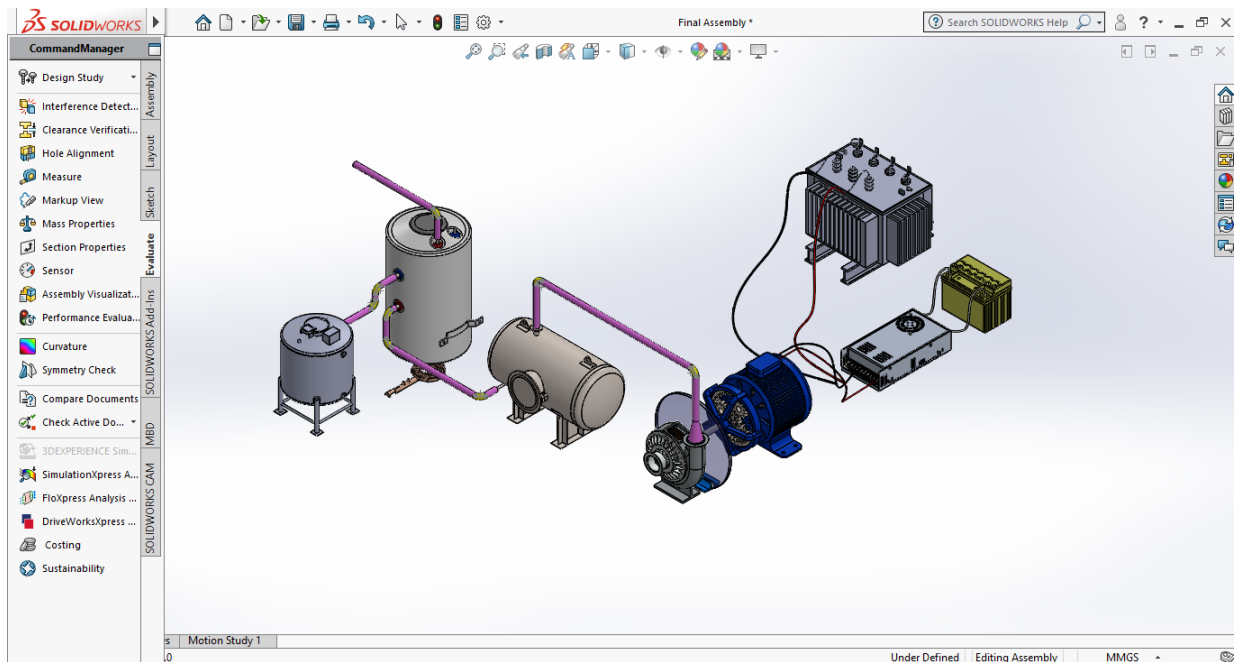 SOLIDWORKS
Final Assembly *
Search SOLIDWORKS Help
?
CommandManager
Design Study
Interference Detect...
Clearance Verificati...
Hole Alignment
Measure
Markup View
Mass Properties
Section Properties
Sensor
Assembly Visualizat...
Performance Evalua...
Curvature
Symmetry Check
Compare Documents
Check Active Do...
3DEXPERIENCE Sim...
SimulationXpress A...
FloXpress Analysis ...
DriveWorksXpress ...
Costing
Sustainability
Assembly
Layout
Sketch
Evaluate
SOLIDWORKS Add-Ins
MBD
SOLIDWORKS CAM
s
Motion Study 1
.0
Under Defined
Editing Assembly
MMGS